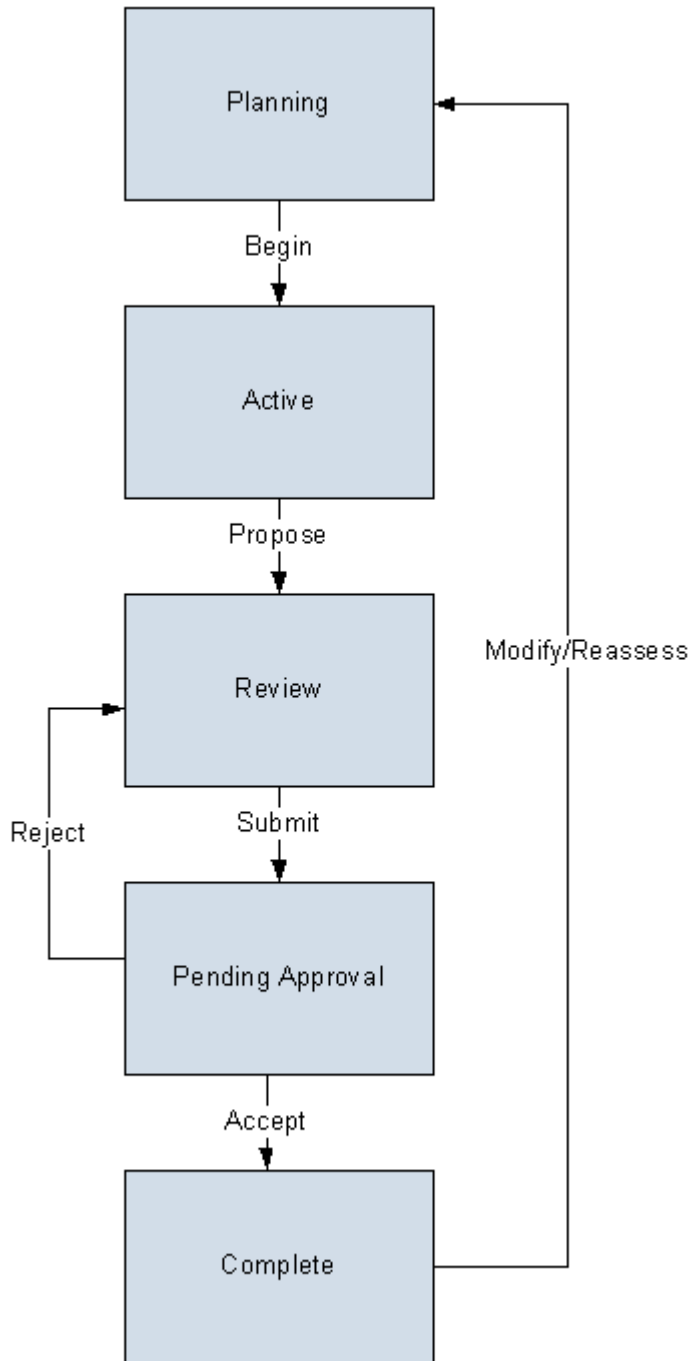 Planning
Begin
Active
Propose
Modify/Reassess
Review
Submit
Reject
Pending Approval
Accept
Complete